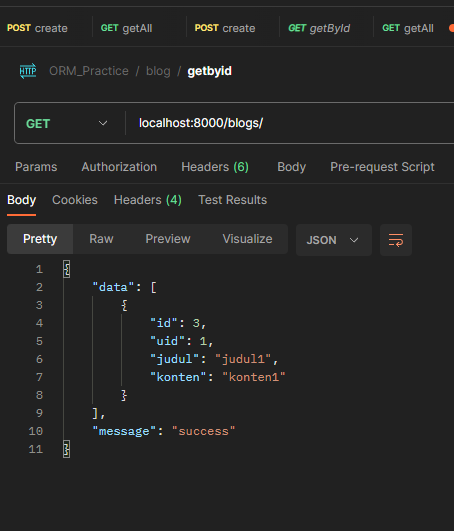 POST create GET getAll POST create GET getById GET getAll
HTTP ORM_Practice / blog / getbyid
GET localhost:8000/blogs/
Params Authorization Headers (6) Body Pre-request Script
Body Cookies Headers (4) Test Results
Pretty Raw Preview Visualize JSON
1 {
2 "data": [
3 {
4 "id": 3,
5 "uid": 1,
6 "judul": "judul1",
7 "konten": "konten1"
8 }
9 ],
10 "message": "success"
11 }